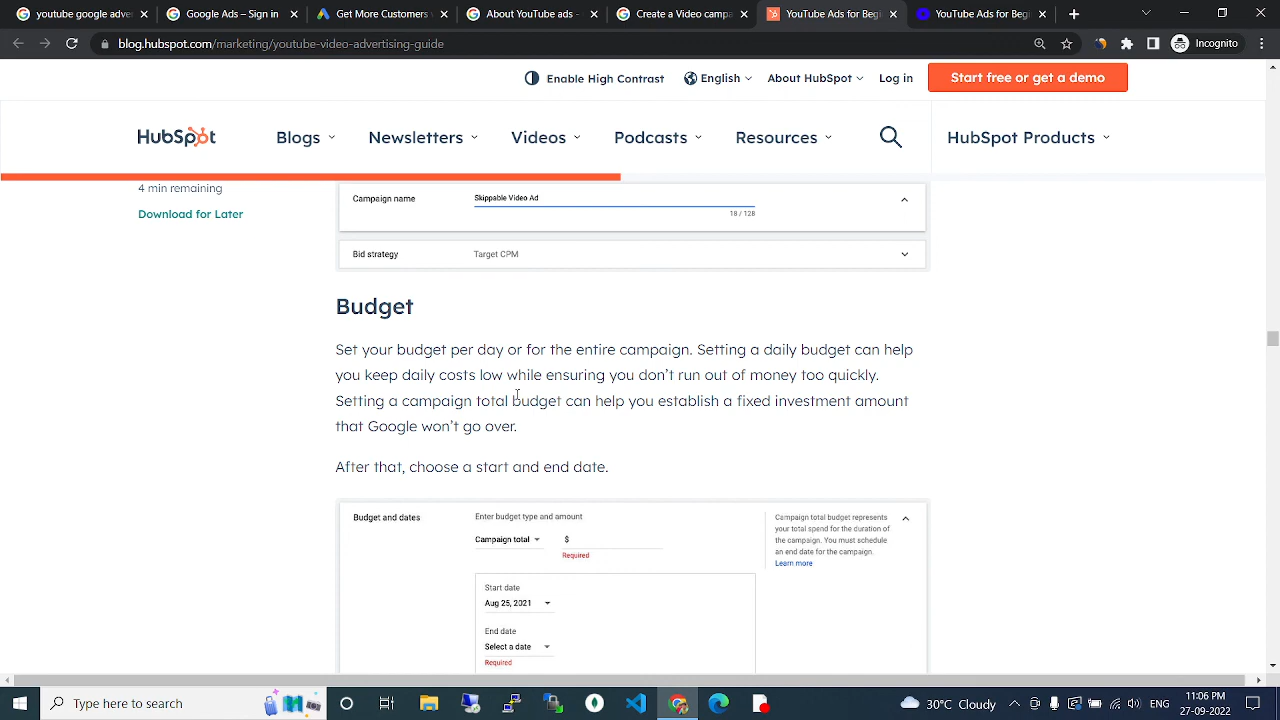 youtube google adve
Google Ads - Sign in
Get More Customers
About YouTube ads -
Create a Video campa
YouTube Ads for Begi
YouTube Ads for Begi
blog.hubspot.com/marketing/youtube-video-advertising-guide
Incognito
Enable High Contrast
English
About HubSpot
Log in
Start free or get a demo
HubSpot
Blogs
Newsletters
Videos
Podcasts
Resources
HubSpot Products
4 min remaining
Download for Later
Campaign name
Skippable Video Ad
18 / 128
Bid strategy
Target CPM
Budget
Set your budget per day or for the entire campaign. Setting a daily budget can help
you keep daily costs low while ensuring you don't run out of money too quickly.
Setting a campaign total budget can help you establish a fixed investment amount
that Google won't go over.
After that, choose a start and end date.
Budget and dates
Enter budget type and amount
Campaign total
$
Required
Campaign total budget represents
your total spend for the duration of
the campaign. You must schedule
an end date for the campaign.
Learn more
Start date
Aug 25, 2021
End date
Select a date
Required
Type here to search
30°C Cloudy
ENG
11:06 PM
27-09-2022